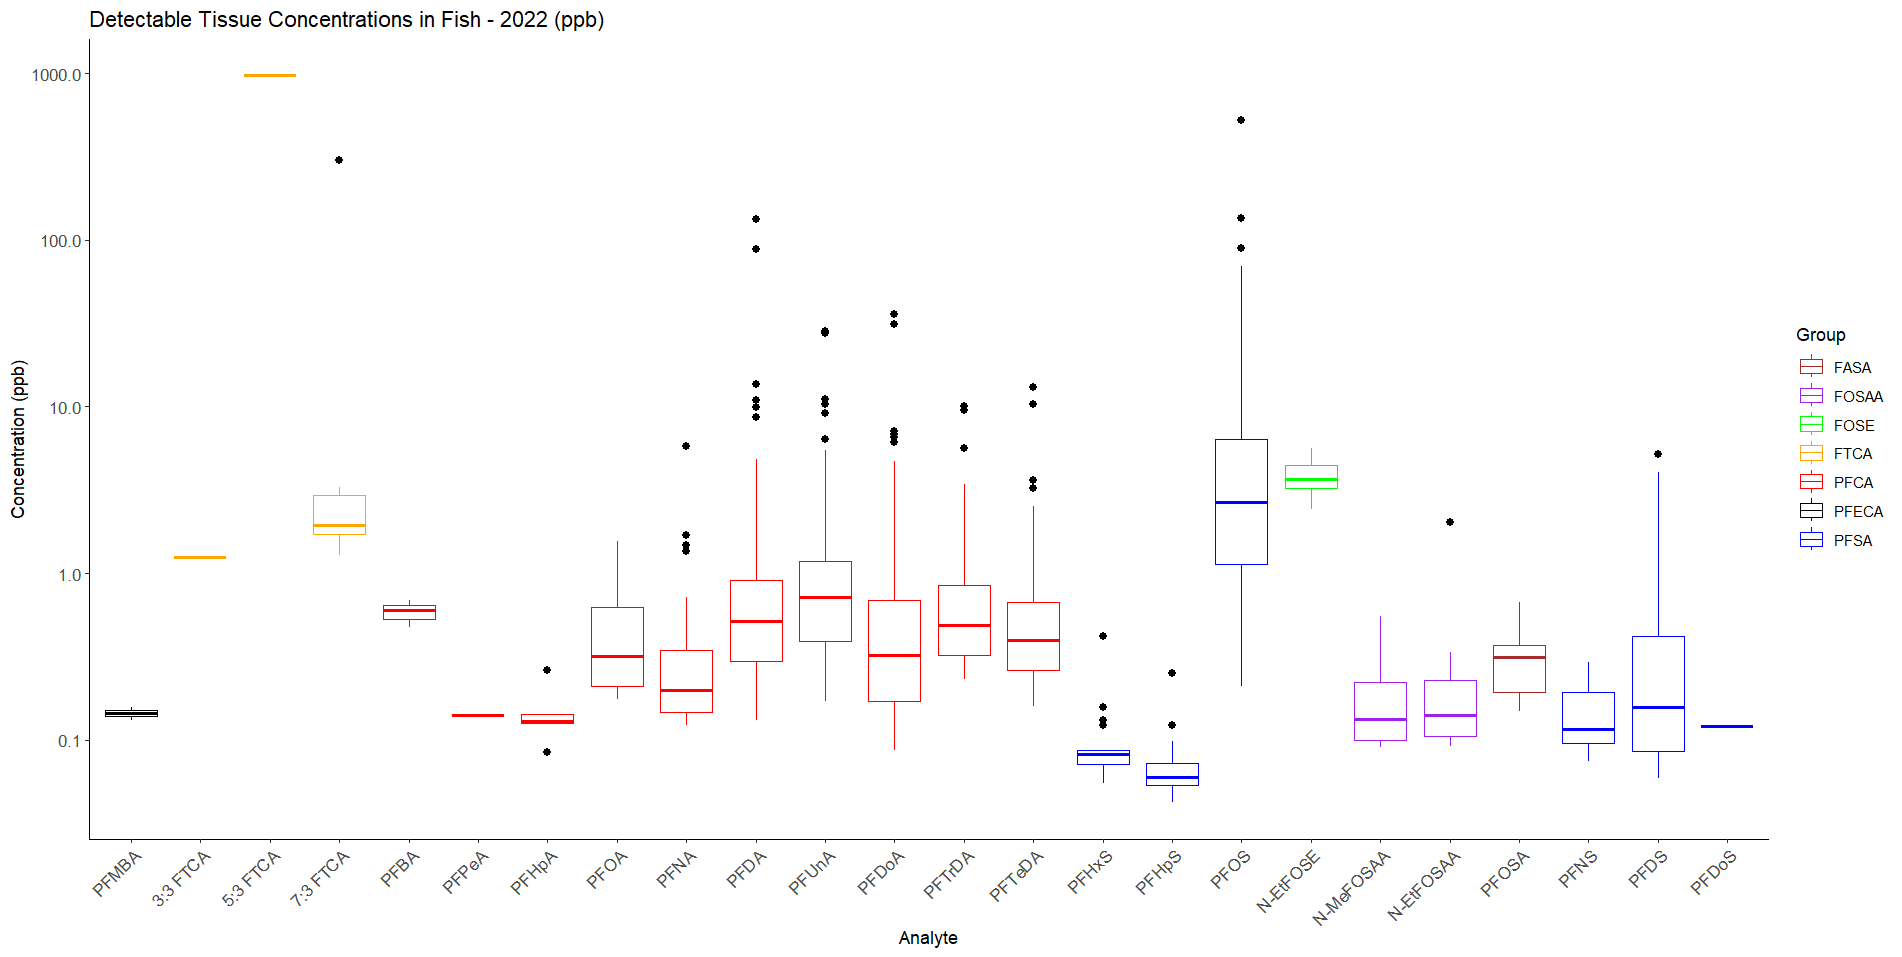 Detectable Tissue Concentrations in Fish - 2022 (ppb)
Concentration (ppb)
1000.0
100.0
10.0
1.0
0.1
PFMBA
3:3 FTCA
5:3 FTCA
7:3 FTCA
PFBA
PFPeA
PFHpA
PFOA
PFNA
PFDA
PFUnA
PFDoA
PFTrDA
PFTeDA
PFHxS
PFHpS
PFOS
N-EtFOSE
N-MeFOSAA
N-EtFOSAA
PFOSA
PFNS
PFDS
PFDoS
Analyte
Group
FASA
FOSAA
FOSE
FTCA
PFCA
PFECA
PFSA